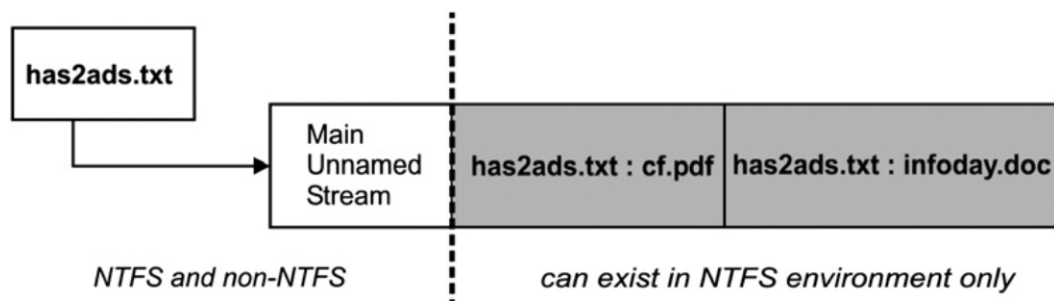 has2ads.txt
Main
Unnamed
Stream
has2ads.txt : cf.pdf
has2ads.txt : infoday.doc
NTFS and non-NTFS
can exist in NTFS environment only